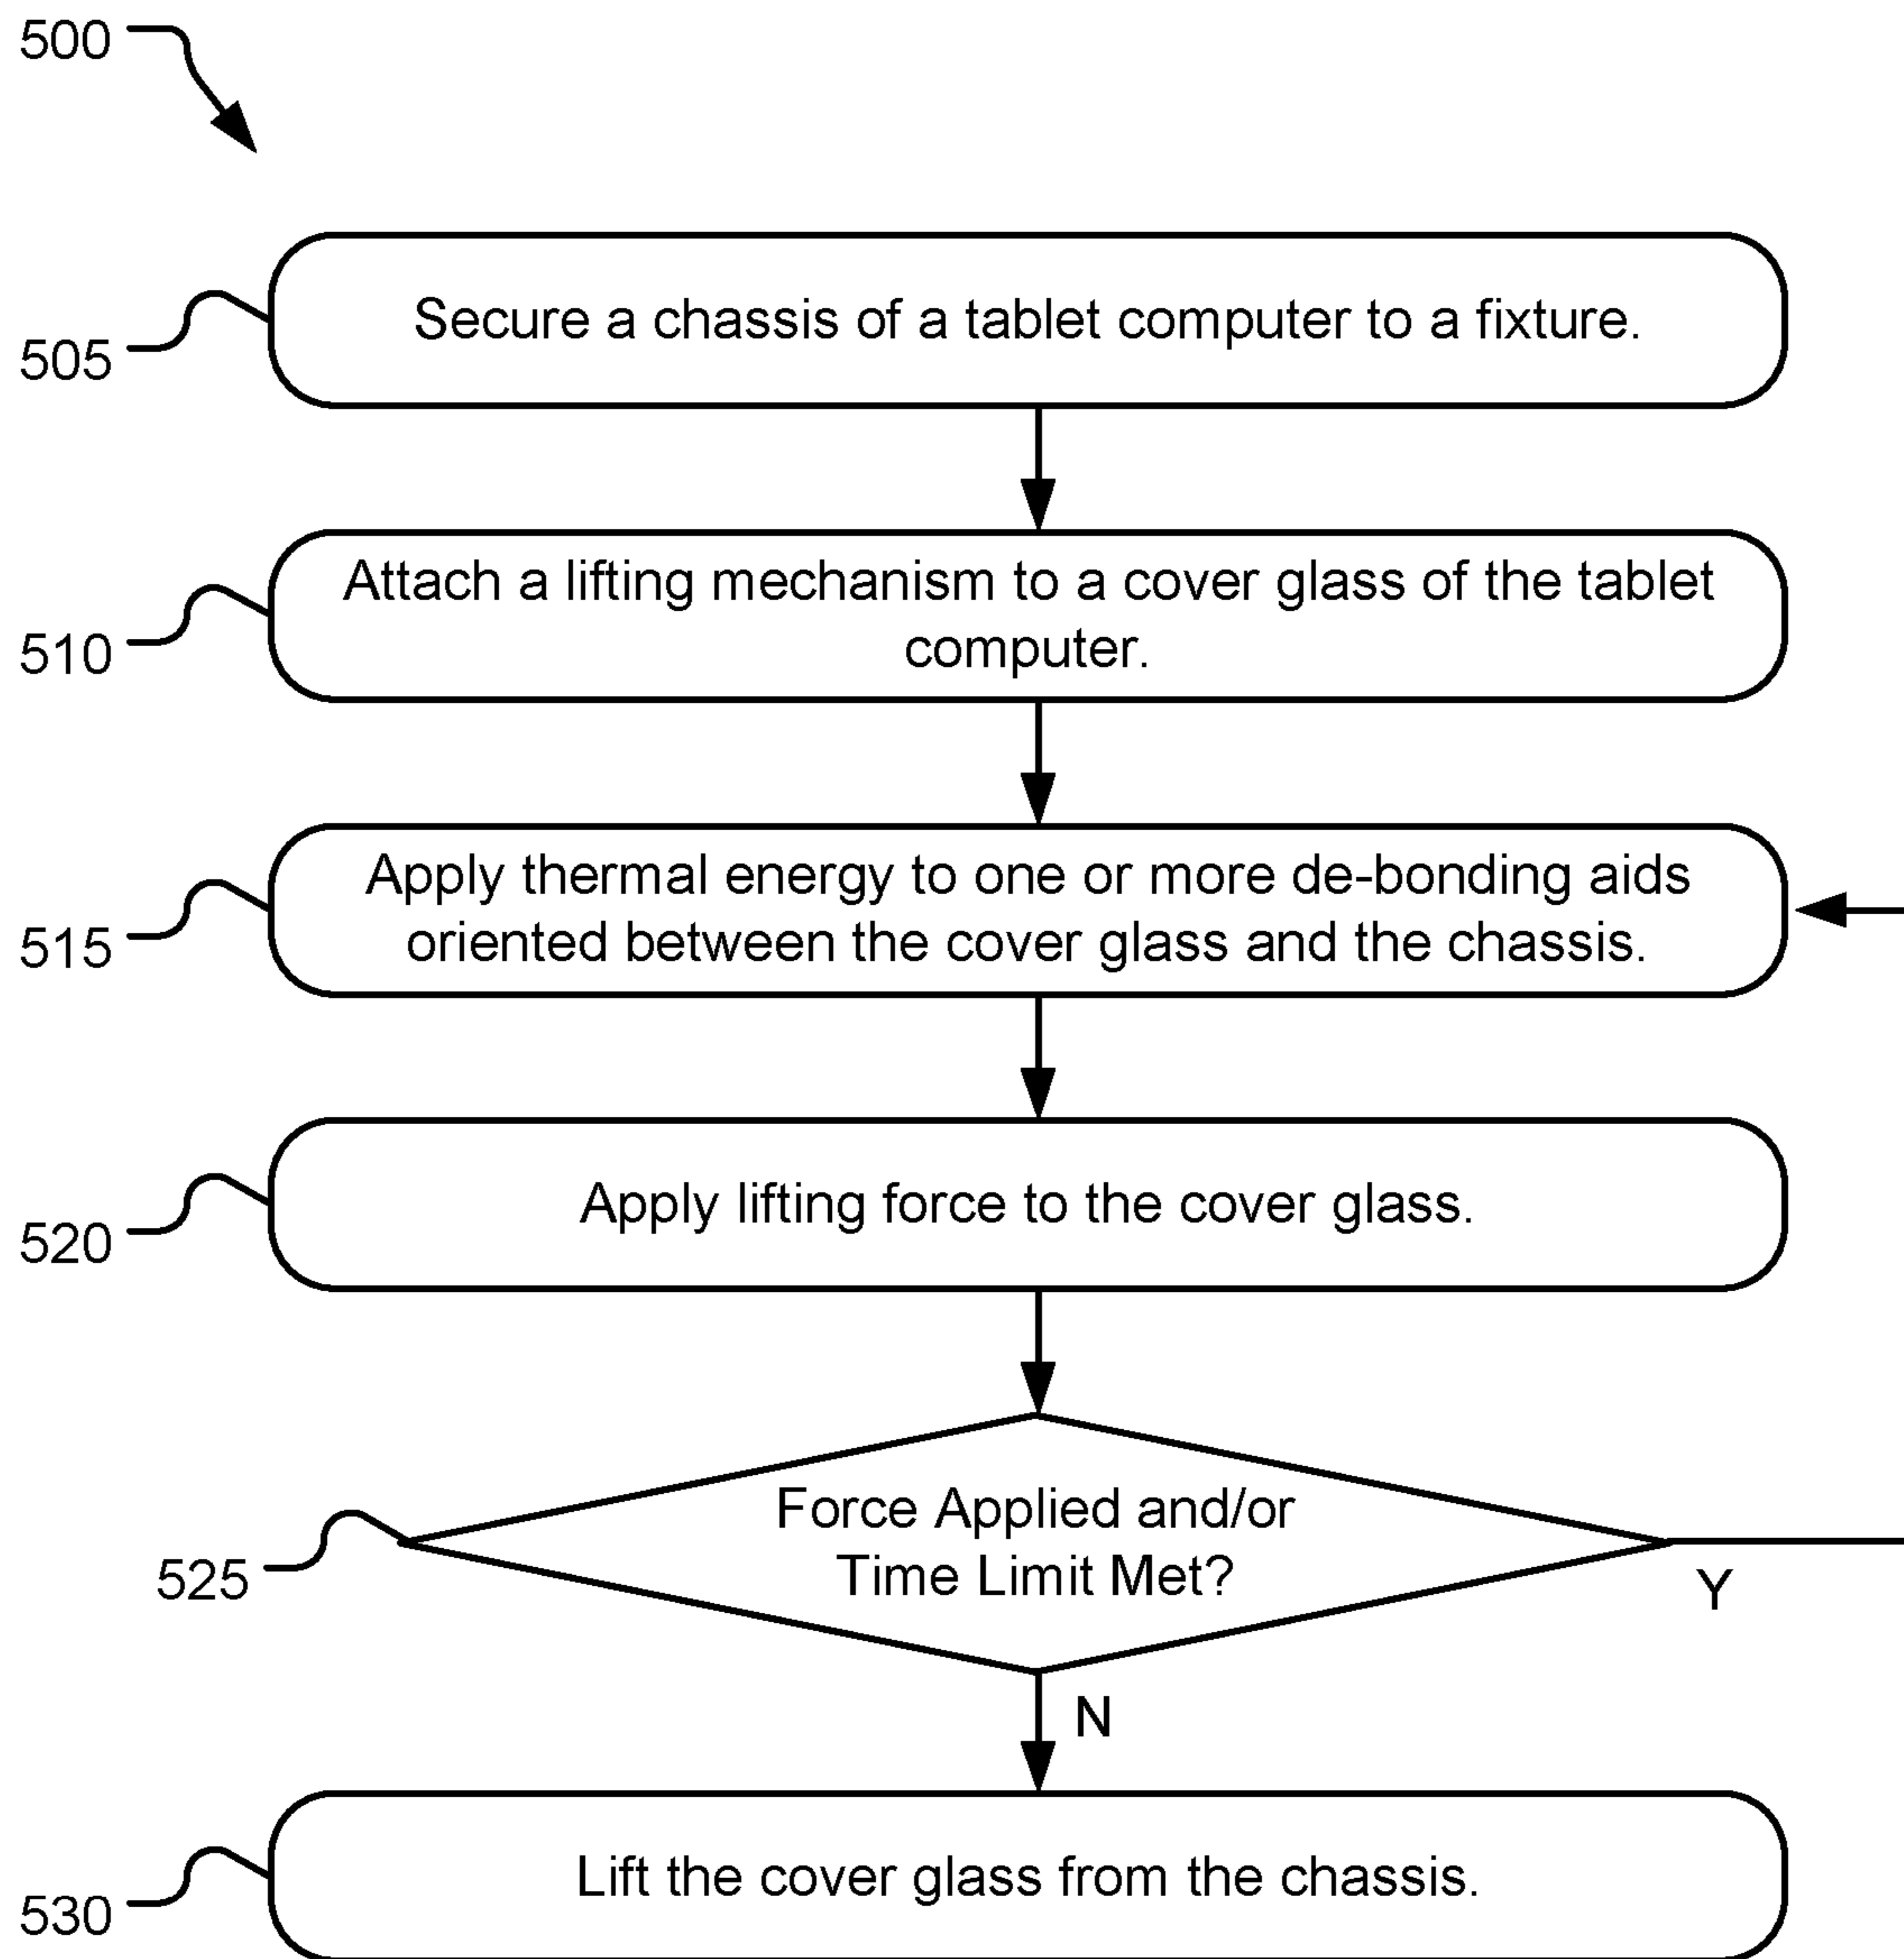 500
Secure a chassis of a tablet computer to a fixture.
505
Attach a lifting mechanism to a cover glass of the tablet
computer.
510
Apply thermal energy to one or more de-bonding aids
oriented between the cover glass and the chassis.
515
Apply lifting force to the cover glass.
520
Force Applied and/or
Time Limit Met?
525
Y
N
Lift the cover glass from the chassis.
530